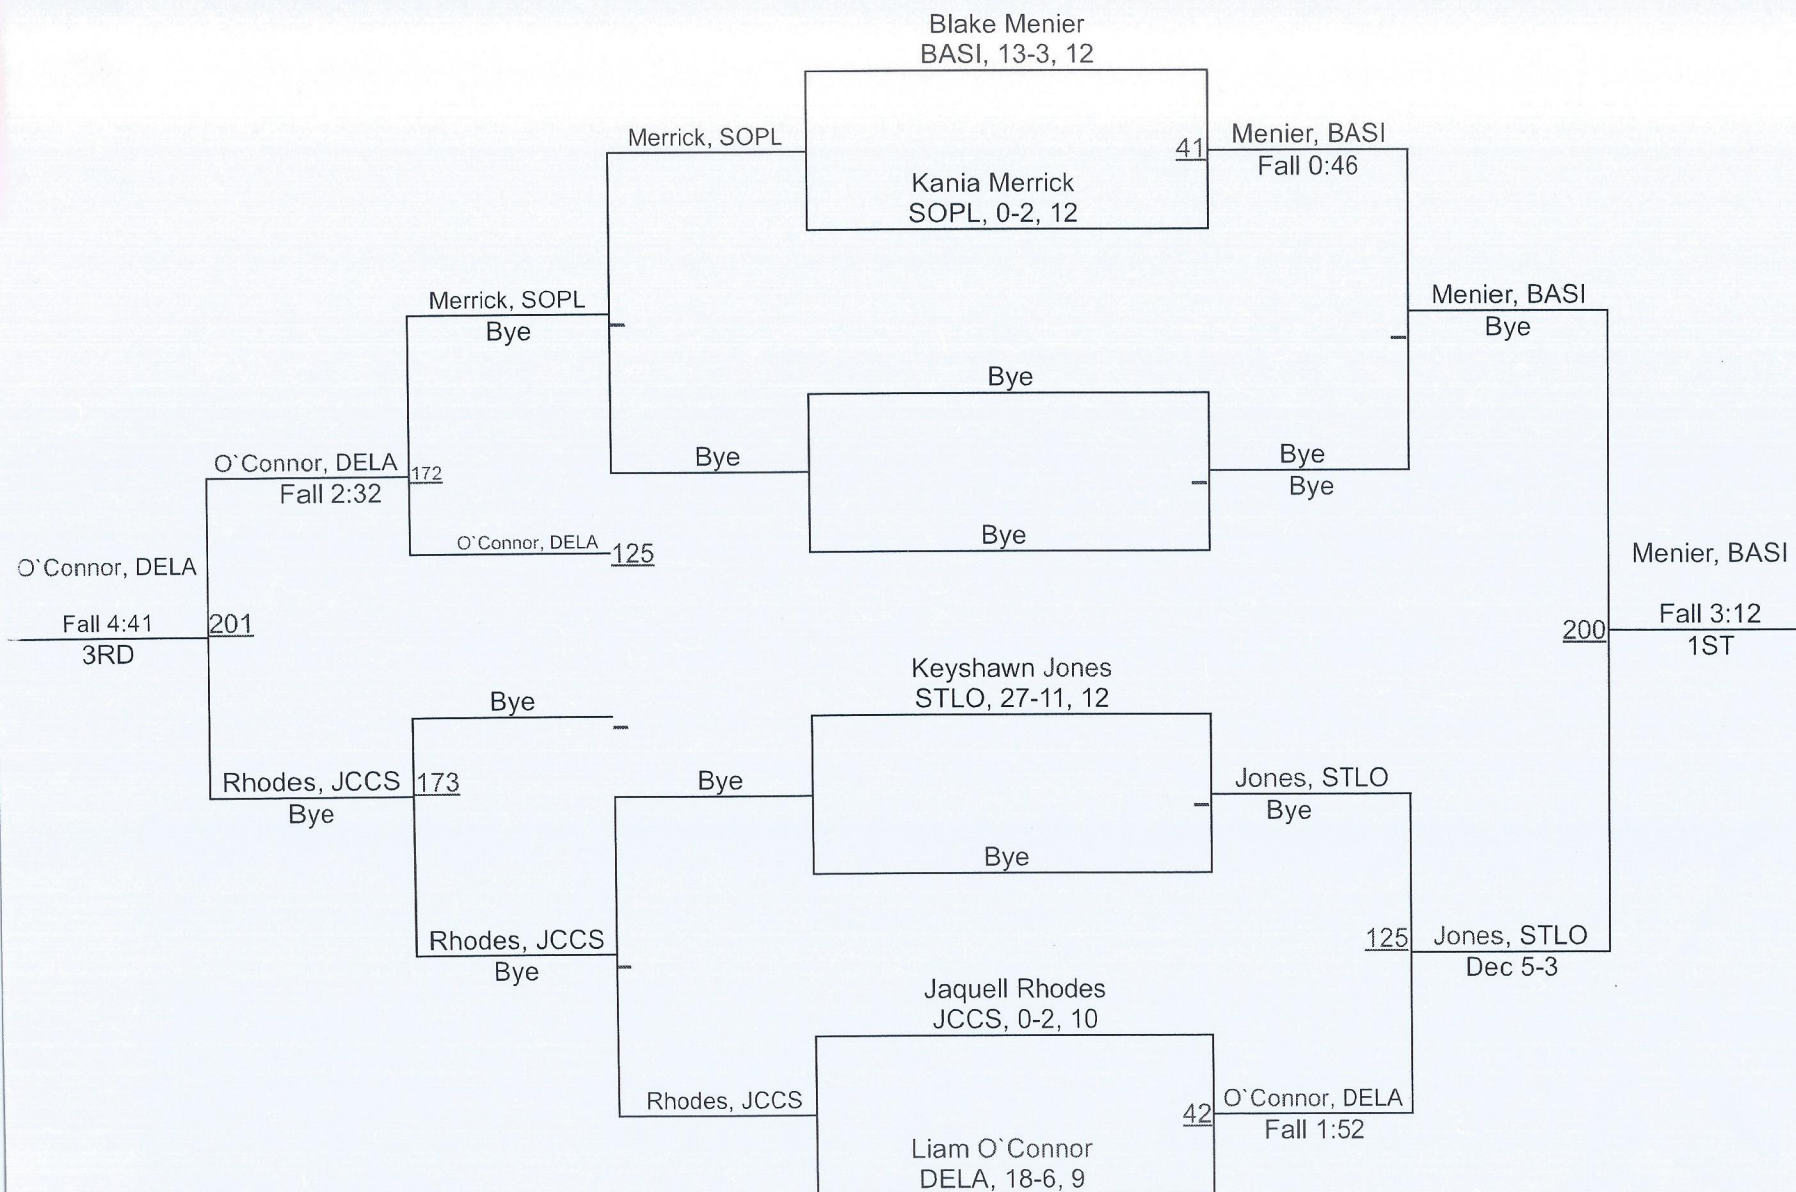 Blake Menier
BASI, 13-3, 12
Merrick, SOPL
41
Menier, BASI
Fall 0:46
Kania Merrick
SOPL, 0-2, 12
Merrick, SOPL
Bye
Menier, BASI
Bye
Bye
Bye
Bye
Bye
O`Connor, DELA
172
Fall 2:32
Bye
O`Connor, DELA
125
O`Connor, DELA
Menier, BASI
Fall 4:41
201
3RD
200
Fall 3:12
1ST
Keyshawn Jones
STLO, 27-11, 12
Bye
Rhodes, JCCS
173
Bye
Bye
Jones, STLO
Bye
Bye
Rhodes, JCCS
Bye
125
Jones, STLO
Dec 5-3
Jaquell Rhodes
JCCS, 0-2, 10
Rhodes, JCCS
42
O`Connor, DELA
Fall 1:52
Liam O`Connor
DELA, 18-6, 9